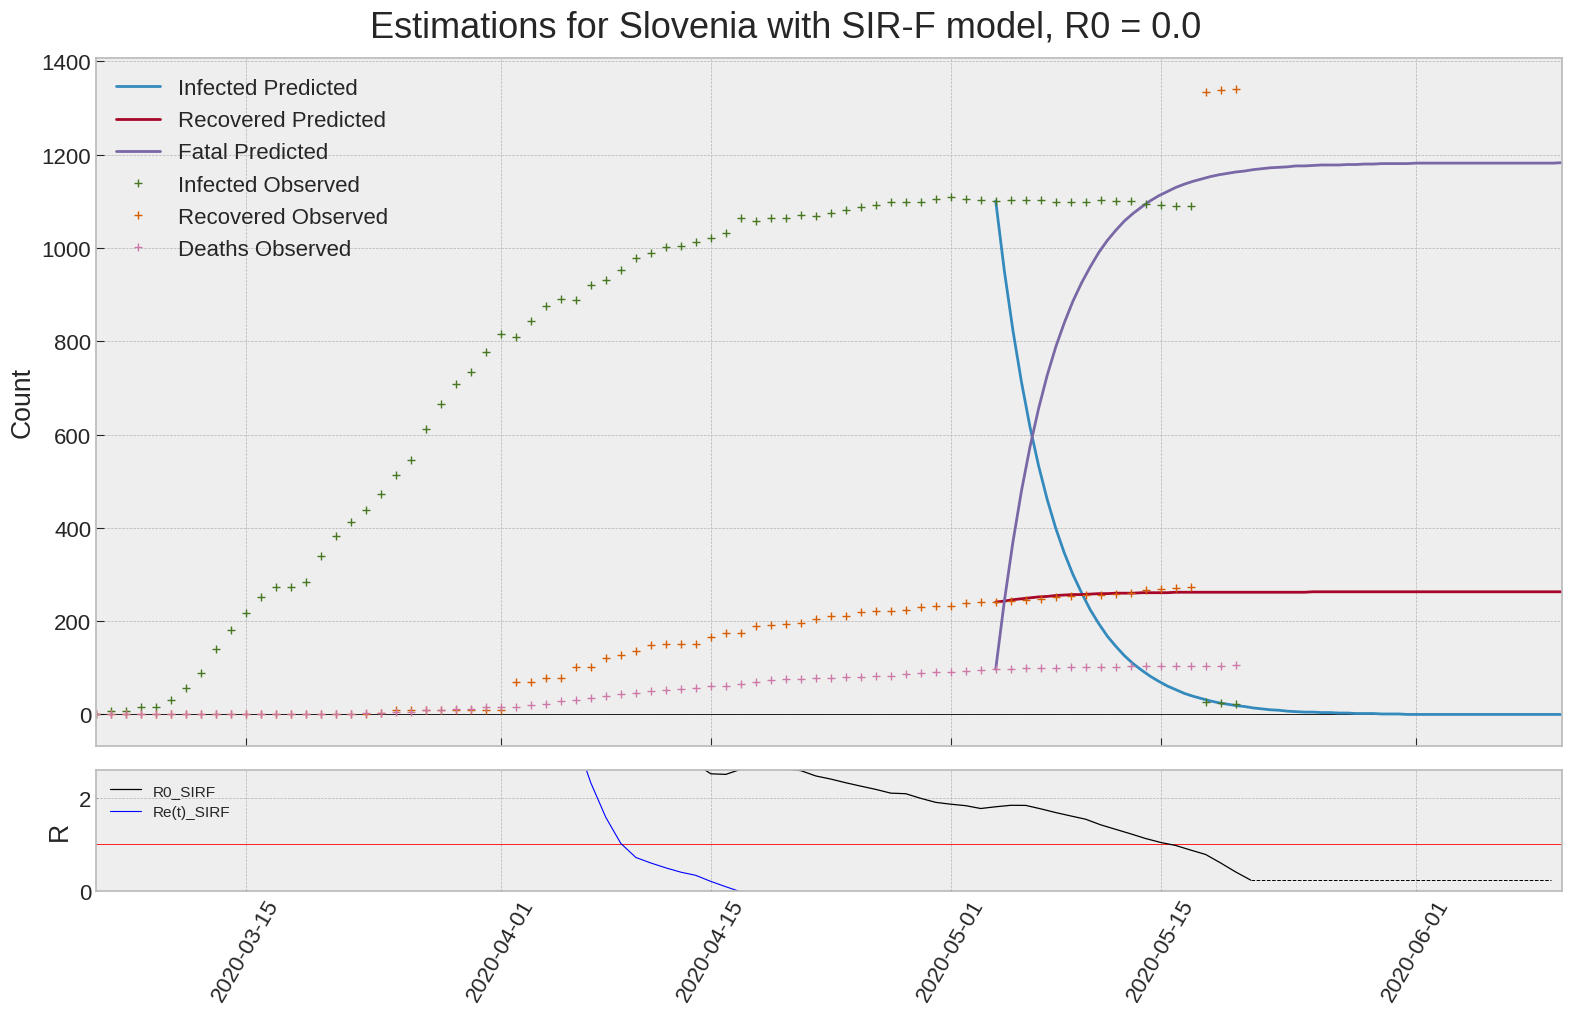 Estimations for Slovenia with SIR-F model, R0 = 0.0
1400
1200
1000
800
600
400
200
0
Count
Infected Predicted
Recovered Predicted
Fatal Predicted
Infected Observed
Recovered Observed
Deaths Observed
2
0
R
R0_SIRF
Re(t)_SIRF
2020-03-15
2020-04-01
2020-04-15
2020-05-01
2020-05-15
2020-06-01